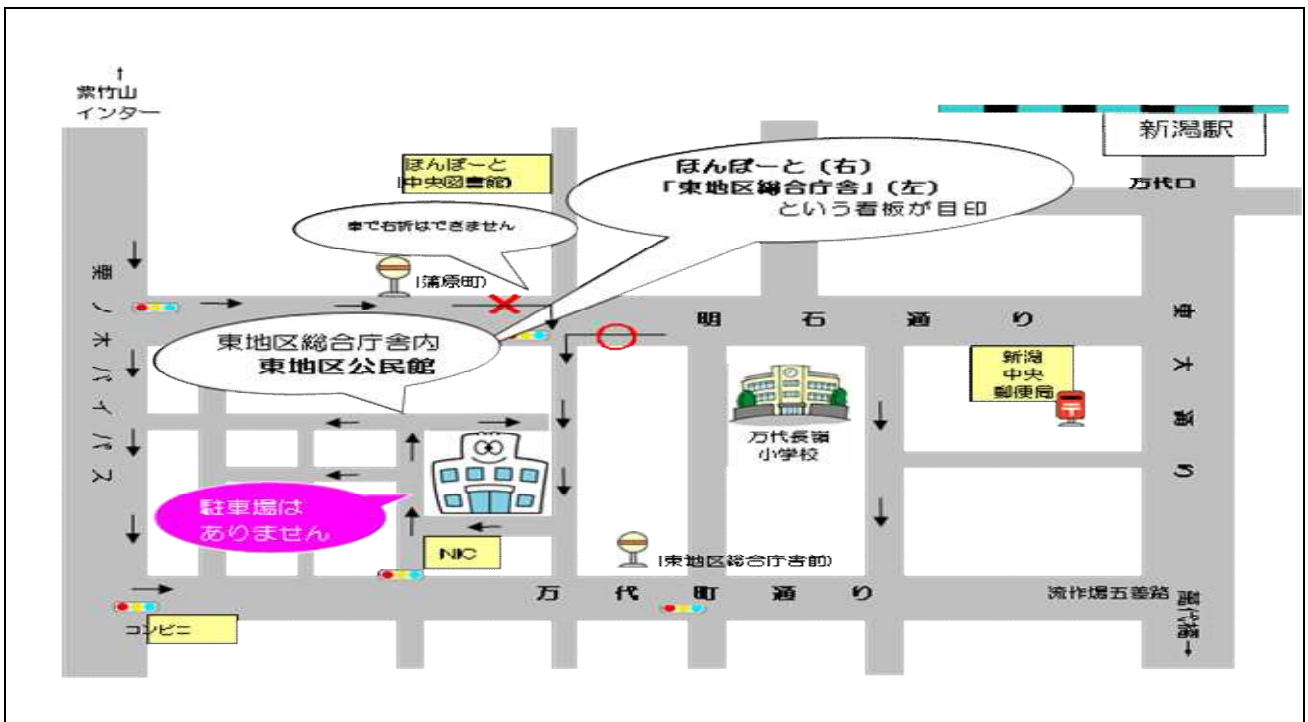 ↑
紫竹山
インター
新潟駅
万代口
ほんぽーと
(中央図書館)
ほんぽーと(右)
「東地区総合庁舎」(左)
という看板が目印
車で右折はできません
(蒲原町)
栗ノ木バイパス
明石通り
東大通り
東地区総合庁舎内
東地区公民館
新潟
中央
郵便局
万代長嶺
小学校
駐車場は
ありません
NIC
(東地区総合庁舎前)
万代町通り
流作場五差路
萬代橋→
コンビニ